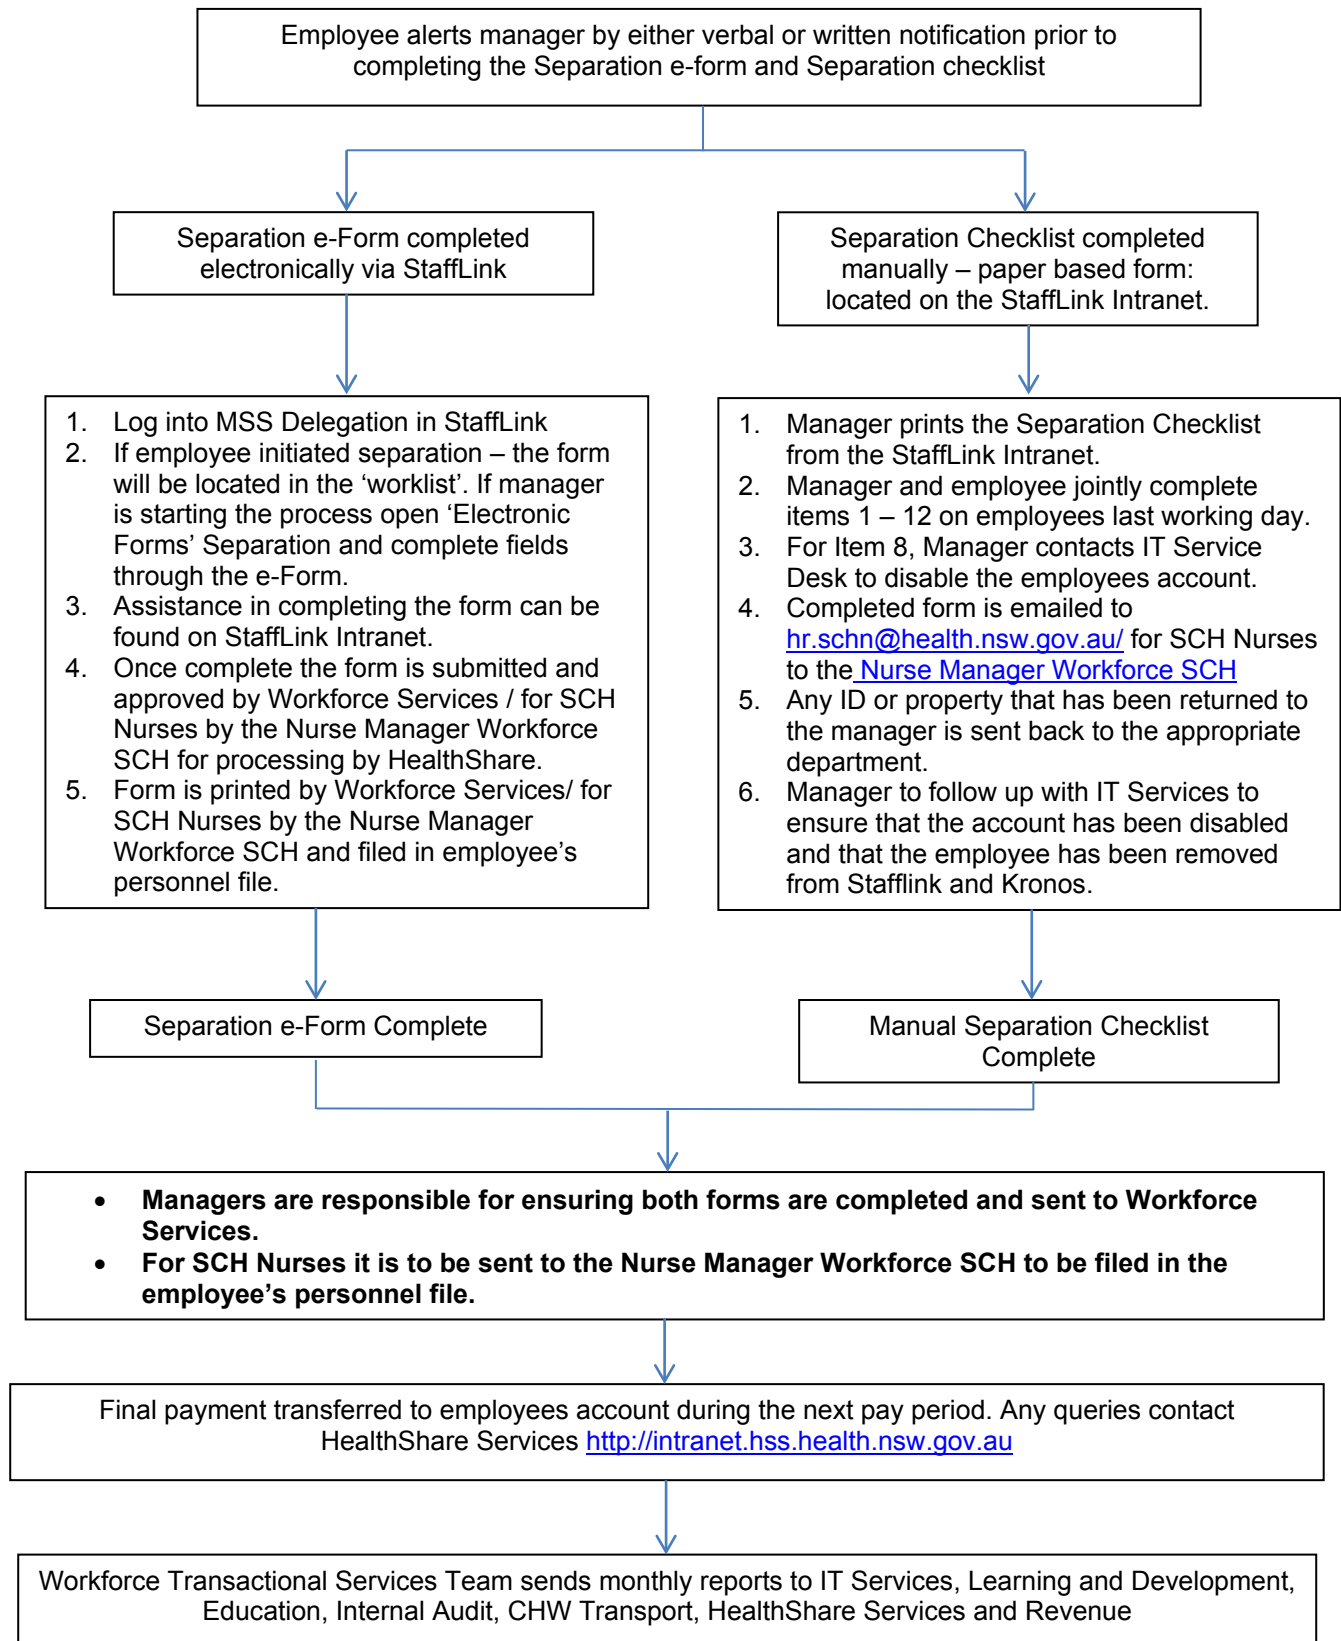 Employee alerts manager by either verbal or written notification prior to
completing the Separation e-form and Separation checklist
Separation e-Form completed
electronically via StaffLink
Separation Checklist completed
manually – paper based form:
located on the StaffLink Intranet.
1. Log into MSS Delegation in StaffLink
2. If employee initiated separation – the form
will be located in the ‘worklist’. If manager
is starting the process open ‘Electronic
Forms’ Separation and complete fields
through the e-Form.
3. Assistance in completing the form can be
found on StaffLink Intranet.
4. Once complete the form is submitted and
approved by Workforce Services / for SCH
Nurses by the Nurse Manager Workforce
SCH for processing by HealthShare.
5. Form is printed by Workforce Services/ for
SCH Nurses by the Nurse Manager
Workforce SCH and filed in employee’s
personnel file.
1. Manager prints the Separation Checklist
from the StaffLink Intranet.
2. Manager and employee jointly complete
items 1 – 12 on employees last working day.
3. For Item 8, Manager contacts IT Service
Desk to disable the employees account.
4. Completed form is emailed to
hr.schn@health.nsw.gov.au/ for SCH Nurses
to the Nurse Manager Workforce SCH
5. Any ID or property that has been returned to
the manager is sent back to the appropriate
department.
6. Manager to follow up with IT Services to
ensure that the account has been disabled
and that the employee has been removed
from Stafflink and Kronos.
Separation e-Form Complete
Manual Separation Checklist
Complete
• Managers are responsible for ensuring both forms are completed and sent to Workforce
Services.
• For SCH Nurses it is to be sent to the Nurse Manager Workforce SCH to be filed in the
employee’s personnel file.
Final payment transferred to employees account during the next pay period. Any queries contact
HealthShare Services http://intranet.hss.health.nsw.gov.au
Workforce Transactional Services Team sends monthly reports to IT Services, Learning and Development,
Education, Internal Audit, CHW Transport, HealthShare Services and Revenue